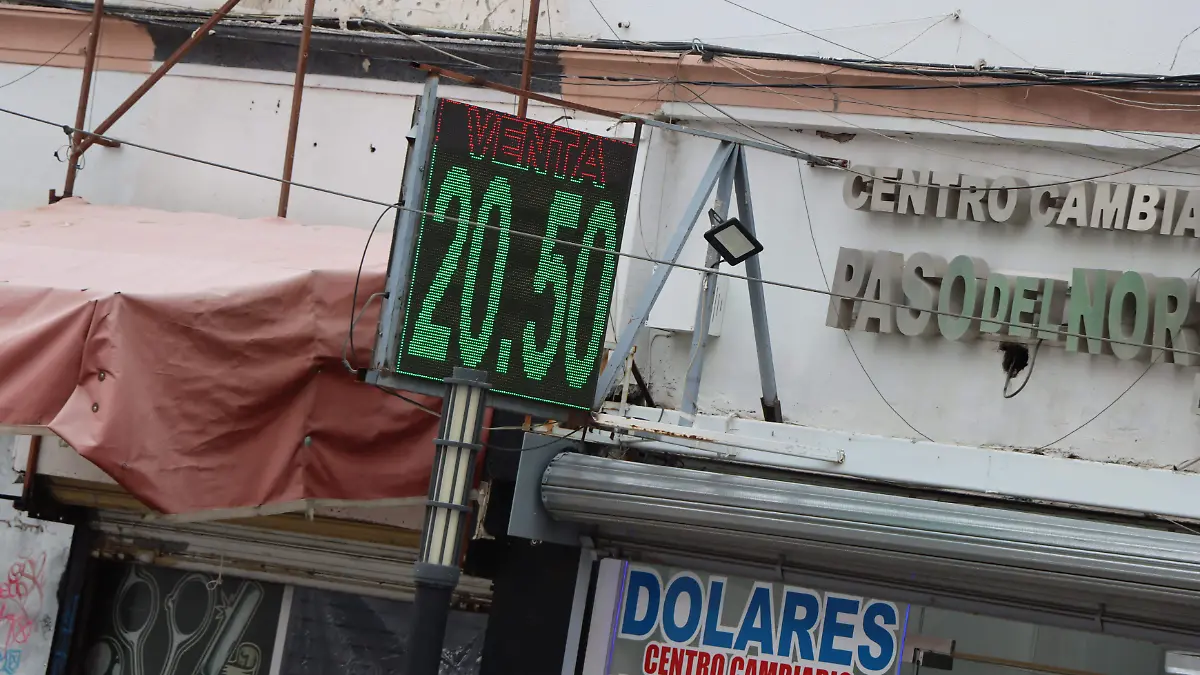 VENTA
20.50
CENTRO CAMBIA
PASO DEL NOR
DOLARES
CENTRO CAMBIARIO